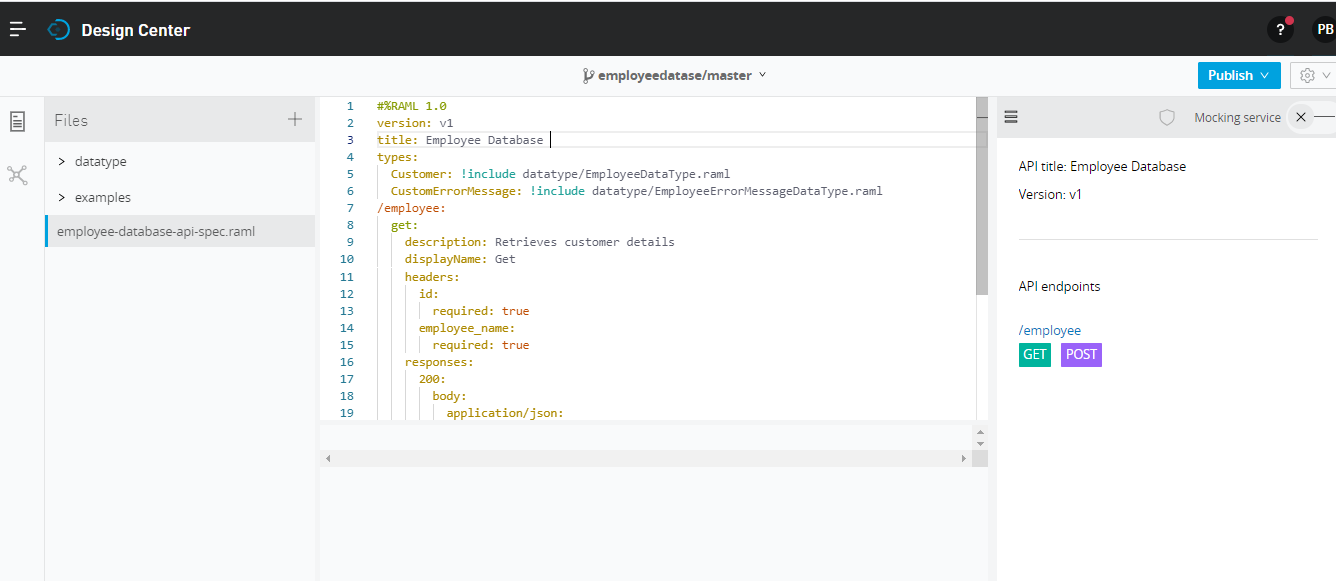 Design Center
?
PB
employeedatase/master
Publish
Files
datatype
examples
employee-database-api-spec.raml
1 #%RAML 1.0
2 version: v1
3 title: Employee Database
4 types:
5 Customer: !include datatype/EmployeeDataType.raml
6 CustomErrorMessage: !include datatype/EmployeeErrorMessageDataType.raml
7 /employee:
8 get:
9 description: Retrieves customer details
10 displayName: Get
11 headers:
12 id:
13 required: true
14 employee_name:
15 required: true
16 responses:
17 200:
18 body:
19 application/json:
Mocking service
API title: Employee Database
Version: v1
API endpoints
/employee
GET POST